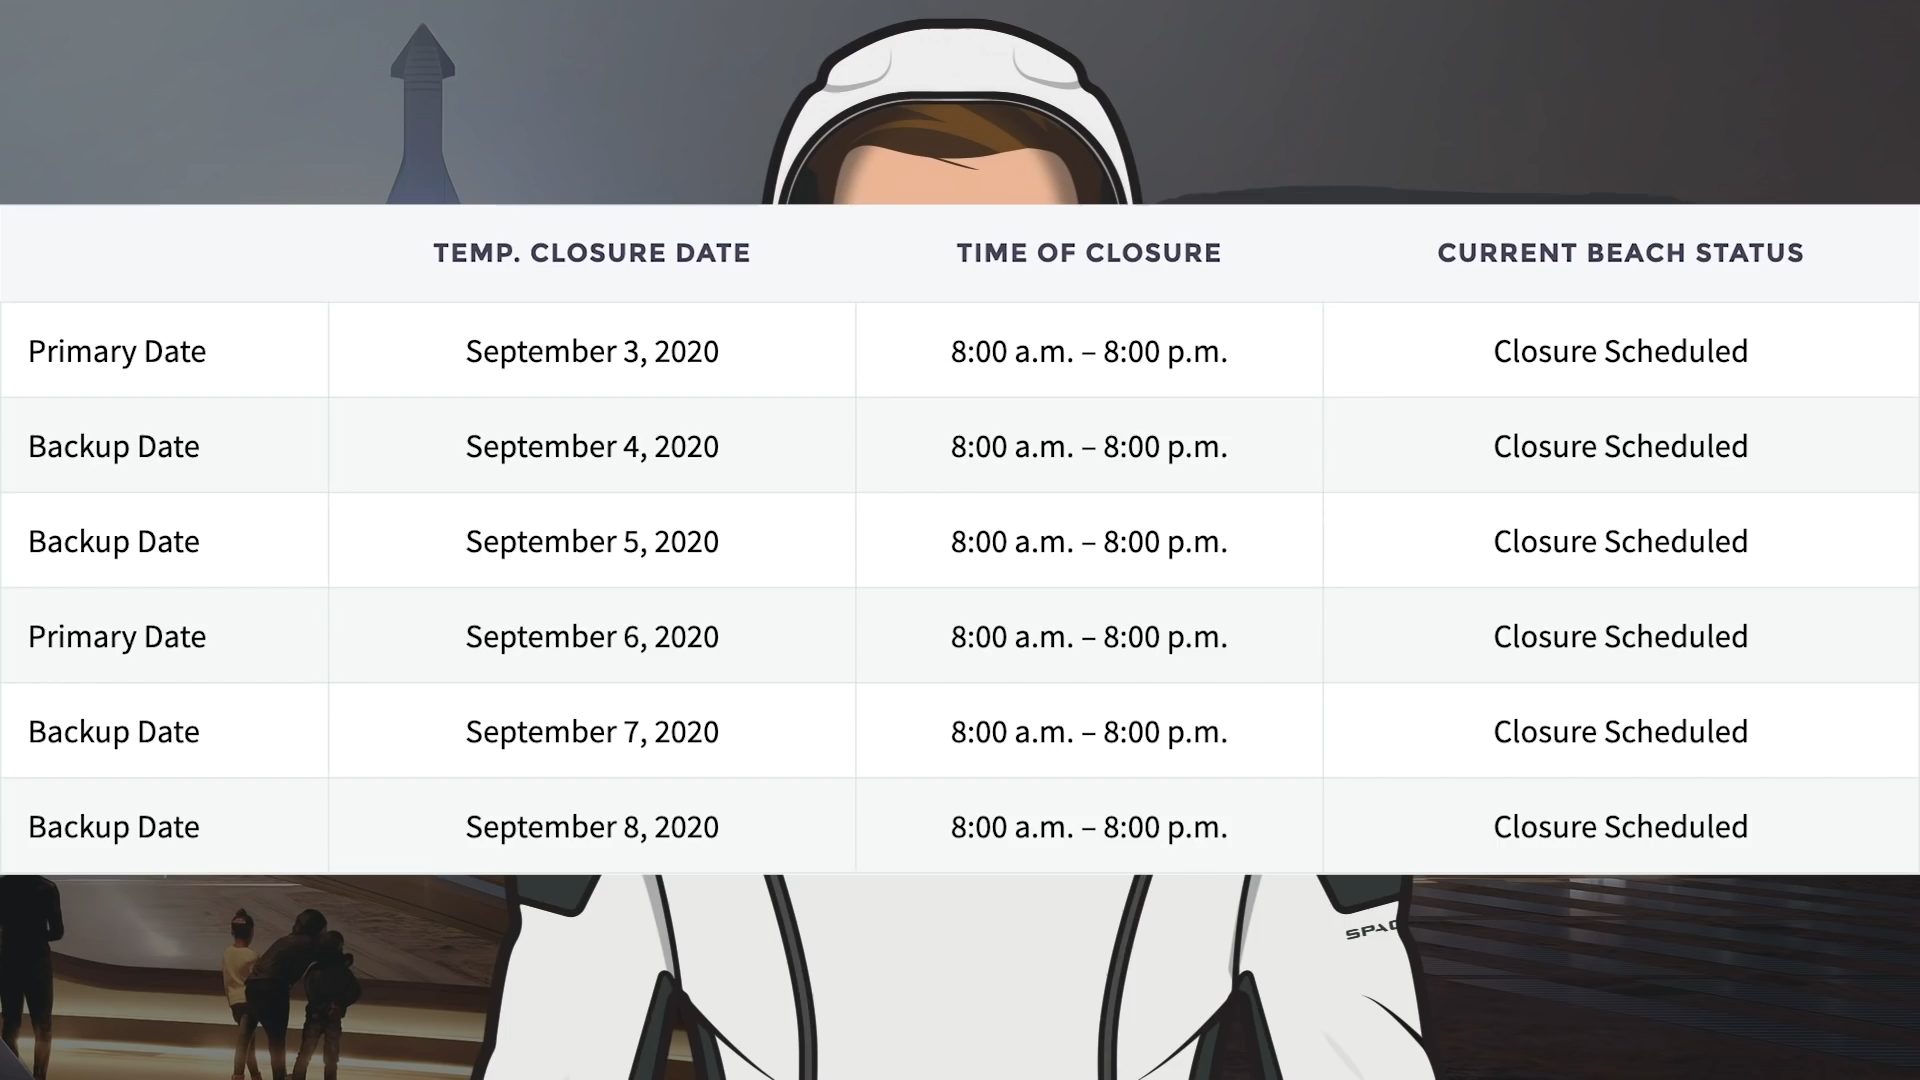 TEMP. CLOSURE DATE TIME OF CLOSURE CURRENT BEACH STATUS
Primary Date September 3, 2020 8:00 a.m. – 8:00 p.m. Closure Scheduled
Backup Date September 4, 2020 8:00 a.m. – 8:00 p.m. Closure Scheduled
Backup Date September 5, 2020 8:00 a.m. – 8:00 p.m. Closure Scheduled
Primary Date September 6, 2020 8:00 a.m. – 8:00 p.m. Closure Scheduled
Backup Date September 7, 2020 8:00 a.m. – 8:00 p.m. Closure Scheduled
Backup Date September 8, 2020 8:00 a.m. – 8:00 p.m. Closure Scheduled
SPAC